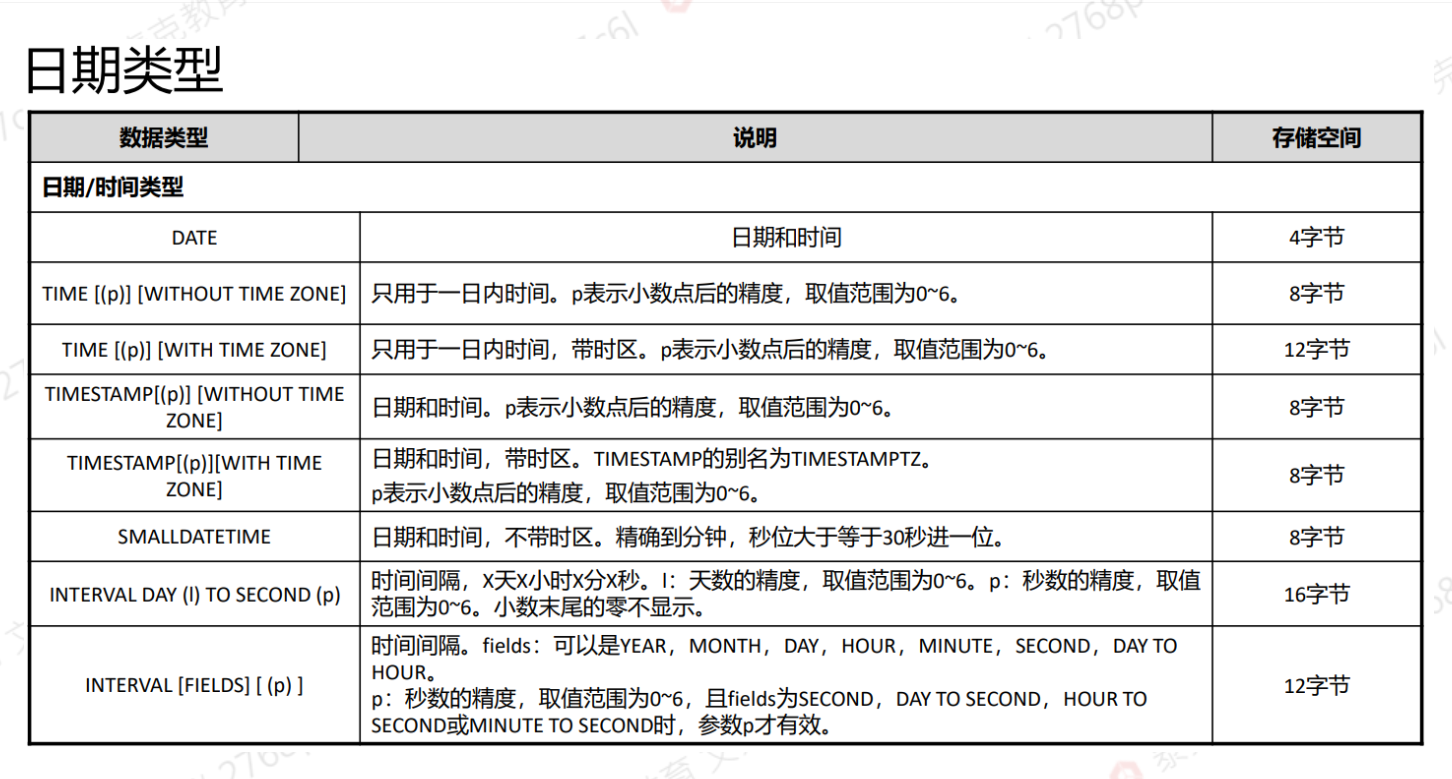 日期类型
数据类型 说明 存储空间
日期/时间类型
DATE 日期和时间 4字节
TIME [(p)] [WITHOUT TIME ZONE] 只用于一日内时间。p表示小数点后的精度，取值范围为0~6。 8字节
TIME [(p)] [WITH TIME ZONE] 只用于一日内时间，带时区。p表示小数点后的精度，取值范围为0~6。 12字节
TIMESTAMP[(p)] [WITHOUT TIME
ZONE]
日期和时间。p表示小数点后的精度，取值范围为0~6。
8字节
TIMESTAMP[(p)][WITH TIME
ZONE]
日期和时间，带时区。TIMESTAMP的别名为TIMESTAMPTZ。
p表示小数点后的精度，取值范围为0~6。
8字节
SMALLDATETIME 日期和时间，不带时区。精确到分钟，秒位大于等于30秒进一位。 8字节
INTERVAL DAY (l) TO SECOND (p)
时间间隔，X天X小时X分X秒。l：天数的精度，取值范围为0~6。p：秒数的精度，取值
范围为0~6。小数末尾的零不显示。
16字节
INTERVAL [FIELDS] [ (p) ]
时间间隔。fields：可以是YEAR，MONTH，DAY，HOUR，MINUTE，SECOND，DAY TO
HOUR。
p：秒数的精度，取值范围为0~6，且fields为SECOND，DAY TO SECOND，HOUR TO
SECOND或MINUTE TO SECOND时，参数p才有效。
12字节